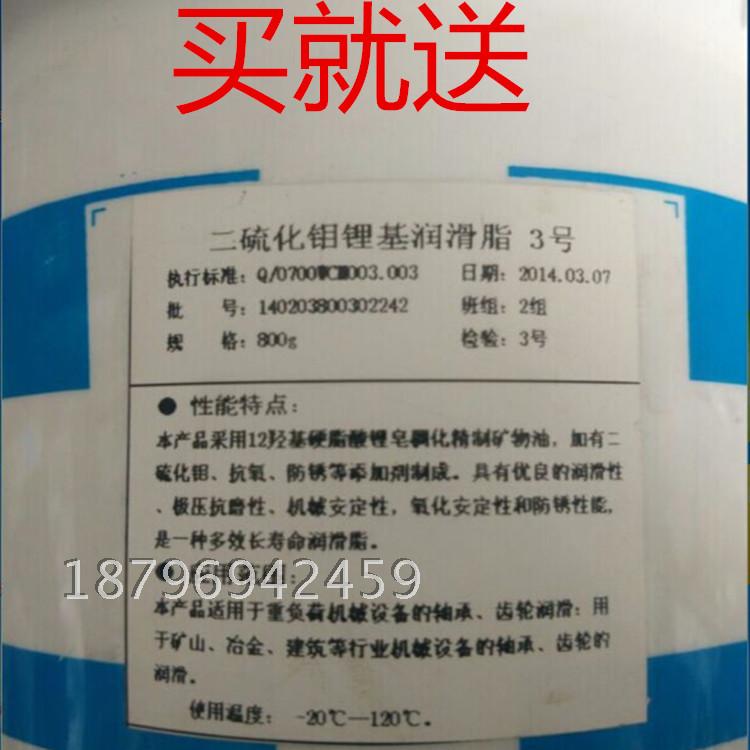 买就送
二硫化钼锂基润滑脂 3号
执行标准: Q/0700WCM003.003 日期: 2014.03.07
批 号: 140203800302242 班组: 2组
规 格: 800g 检验: 3号
● 性能特点:
本产品采用12羟基硬脂酸锂皂稠化精制矿物油,加有二
硫化钼、抗氧、防锈等添加剂制成。具有优良的润滑性
、极压抗磨性、机械安定性,氧化安定性和防锈性能,
是一种多效长寿命润滑脂。
18796942459
本产品适用于重负荷机械设备的轴承、齿轮润滑;用
于矿山、冶金、建筑等行业机械设备的轴承、齿轮的
润滑。
使用温度: -20℃—120℃。